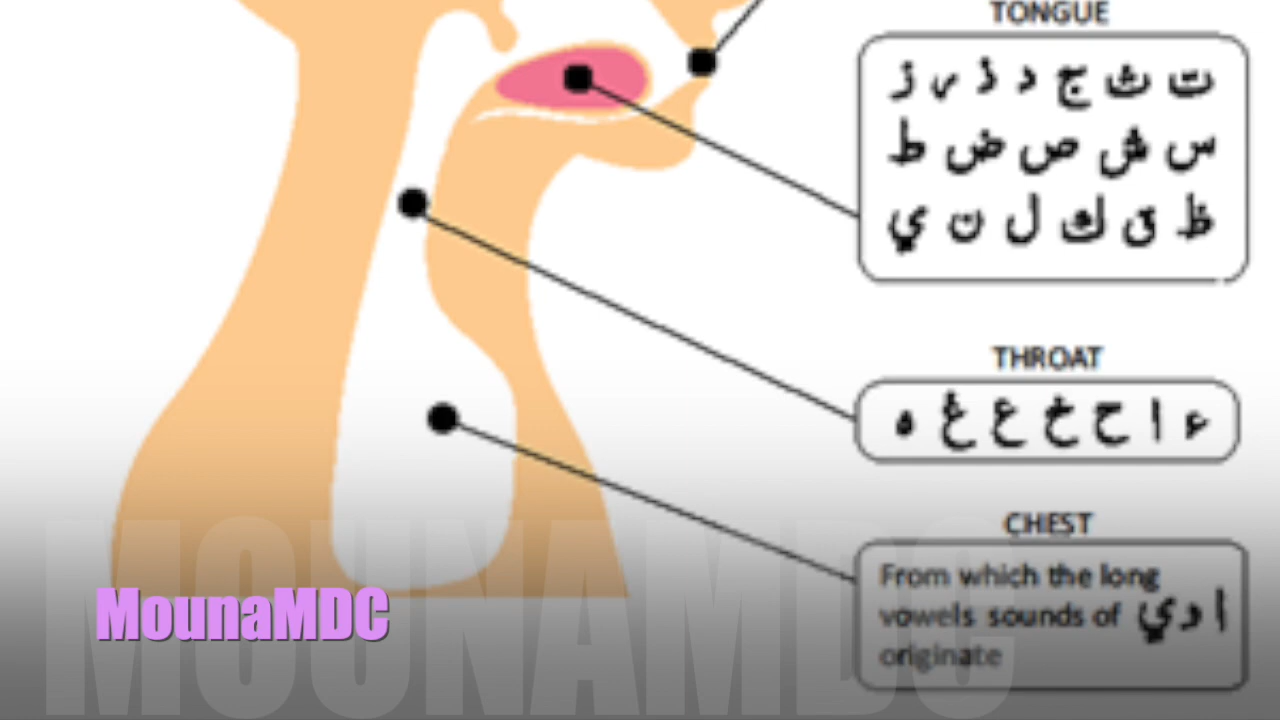 TONGUE
ت ث ج د ذ ر ز
س ش ص ض ط
ظ ق ك ل ن ي
THROAT
ء ا ح خ ع غ ه
CHEST
From which the long
vowels sounds of ا و ي
originate
MounaMDC
MOUNAMDC